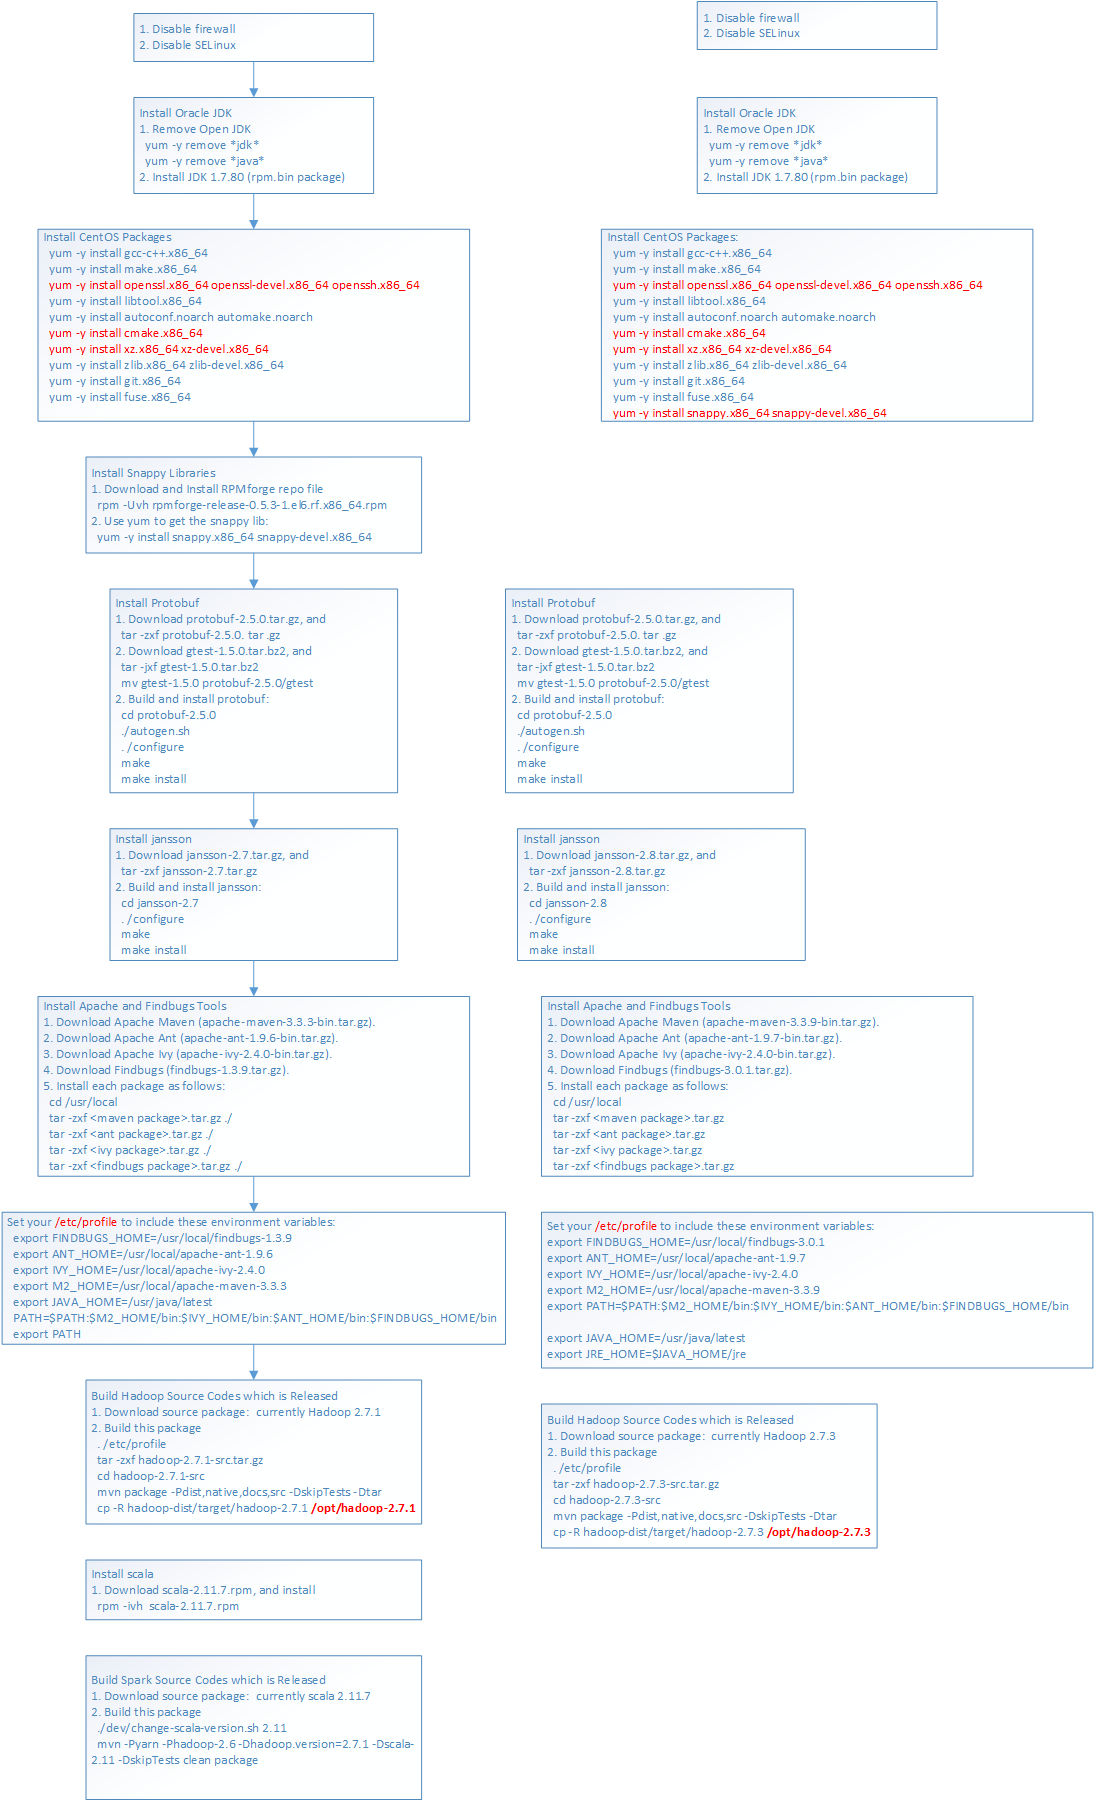 1. Disable firewall
2. Disable SELinux
Install Oracle JDK
1. Remove Open JDK
yum -y remove *jdk*
yum -y remove *java*
2. Install JDK 1.7.80 (rpm.bin package)
Install CentOS Packages
yum -y install gcc-c++.x86_64
yum -y install make.x86_64
yum -y install openssl.x86_64 openssl-devel.x86_64 openssh.x86_64
yum -y install libtool.x86_64
yum -y install autoconf.noarch automake.noarch
yum -y install cmake.x86_64
yum -y install xz.x86_64 xz-devel.x86_64
yum -y install zlib.x86_64 zlib-devel.x86_64
yum -y install git.x86_64
yum -y install fuse.x86_64
Install Snappy Libraries
1. Download and Install RPMforge repo file
rpm -Uvh rpmforge-release-0.5.3-1.el6.rf.x86_64.rpm
2. Use yum to get the snappy lib:
yum -y install snappy.x86_64 snappy-devel.x86_64
Install Protobuf
1. Download protobuf-2.5.0.tar.gz, and
tar -zxf protobuf-2.5.0. tar .gz
2. Download gtest-1.5.0.tar.bz2, and
tar -jxf gtest-1.5.0.tar.bz2
mv gtest-1.5.0 protobuf-2.5.0/gtest
2. Build and install protobuf:
cd protobuf-2.5.0
./autogen.sh
. /configure
make
make install
Install jansson
1. Download jansson-2.7.tar.gz, and
tar -zxf jansson-2.7.tar.gz
2. Build and install jansson:
cd jansson-2.7
. /configure
make
make install
Install Apache and Findbugs Tools
1. Download Apache Maven (apache-maven-3.3.3-bin.tar.gz).
2. Download Apache Ant (apache-ant-1.9.6-bin.tar.gz).
3. Download Apache Ivy (apache-ivy-2.4.0-bin.tar.gz).
4. Download Findbugs (findbugs-1.3.9.tar.gz).
5. Install each package as follows:
cd /usr/local
tar -zxf <maven package>.tar.gz ./
tar -zxf <ant package>.tar.gz ./
tar -zxf <ivy package>.tar.gz ./
tar -zxf <findbugs package>.tar.gz ./
Set your /etc/profile to include these environment variables:
export FINDBUGS_HOME=/usr/local/findbugs-1.3.9
export ANT_HOME=/usr/local/apache-ant-1.9.6
export IVY_HOME=/usr/local/apache-ivy-2.4.0
export M2_HOME=/usr/local/apache-maven-3.3.3
export JAVA_HOME=/usr/java/latest
PATH=$PATH:$M2_HOME/bin:$IVY_HOME/bin:$ANT_HOME/bin:$FINDBUGS_HOME/bin
export PATH
Build Hadoop Source Codes which is Released
1. Download source package:  currently Hadoop 2.7.1
2. Build this package
. /etc/profile
tar -zxf hadoop-2.7.1-src.tar.gz
cd hadoop-2.7.1-src
mvn package -Pdist,native,docs,src -DskipTests -Dtar
cp -R hadoop-dist/target/hadoop-2.7.1 /opt/hadoop-2.7.1
Install scala
1. Download scala-2.11.7.rpm, and install
rpm -ivh  scala-2.11.7.rpm
Build Spark Source Codes which is Released
1. Download source package:  currently scala 2.11.7
2. Build this package
./dev/change-scala-version.sh 2.11
mvn -Pyarn -Phadoop-2.6 -Dhadoop.version=2.7.1 -Dscala-
2.11 -DskipTests clean package
1. Disable firewall
2. Disable SELinux
Install Oracle JDK
1. Remove Open JDK
yum -y remove *jdk*
yum -y remove *java*
2. Install JDK 1.7.80 (rpm.bin package)
Install CentOS Packages:
yum -y install gcc-c++.x86_64
yum -y install make.x86_64
yum -y install openssl.x86_64 openssl-devel.x86_64 openssh.x86_64
yum -y install libtool.x86_64
yum -y install autoconf.noarch automake.noarch
yum -y install cmake.x86_64
yum -y install xz.x86_64 xz-devel.x86_64
yum -y install zlib.x86_64 zlib-devel.x86_64
yum -y install git.x86_64
yum -y install fuse.x86_64
yum -y install snappy.x86_64 snappy-devel.x86_64
Install Protobuf
1. Download protobuf-2.5.0.tar.gz, and
tar -zxf protobuf-2.5.0. tar .gz
2. Download gtest-1.5.0.tar.bz2, and
tar -jxf gtest-1.5.0.tar.bz2
mv gtest-1.5.0 protobuf-2.5.0/gtest
2. Build and install protobuf:
cd protobuf-2.5.0
./autogen.sh
. /configure
make
make install
Install jansson
1. Download jansson-2.8.tar.gz, and
tar -zxf jansson-2.8.tar.gz
2. Build and install jansson:
cd jansson-2.8
. /configure
make
make install
Install Apache and Findbugs Tools
1. Download Apache Maven (apache-maven-3.3.9-bin.tar.gz).
2. Download Apache Ant (apache-ant-1.9.7-bin.tar.gz).
3. Download Apache Ivy (apache-ivy-2.4.0-bin.tar.gz).
4. Download Findbugs (findbugs-3.0.1.tar.gz).
5. Install each package as follows:
cd /usr/local
tar -zxf <maven package>.tar.gz
tar -zxf <ant package>.tar.gz
tar -zxf <ivy package>.tar.gz
tar -zxf <findbugs package>.tar.gz
Set your /etc/profile to include these environment variables:
export FINDBUGS_HOME=/usr/local/findbugs-3.0.1
export ANT_HOME=/usr/local/apache-ant-1.9.7
export IVY_HOME=/usr/local/apache-ivy-2.4.0
export M2_HOME=/usr/local/apache-maven-3.3.9
export PATH=$PATH:$M2_HOME/bin:$IVY_HOME/bin:$ANT_HOME/bin:$FINDBUGS_HOME/bin
export JAVA_HOME=/usr/java/latest
export JRE_HOME=$JAVA_HOME/jre
Build Hadoop Source Codes which is Released
1. Download source package:  currently Hadoop 2.7.3
2. Build this package
. /etc/profile
tar -zxf hadoop-2.7.3-src.tar.gz
cd hadoop-2.7.3-src
mvn package -Pdist,native,docs,src -DskipTests -Dtar
cp -R hadoop-dist/target/hadoop-2.7.3 /opt/hadoop-2.7.3